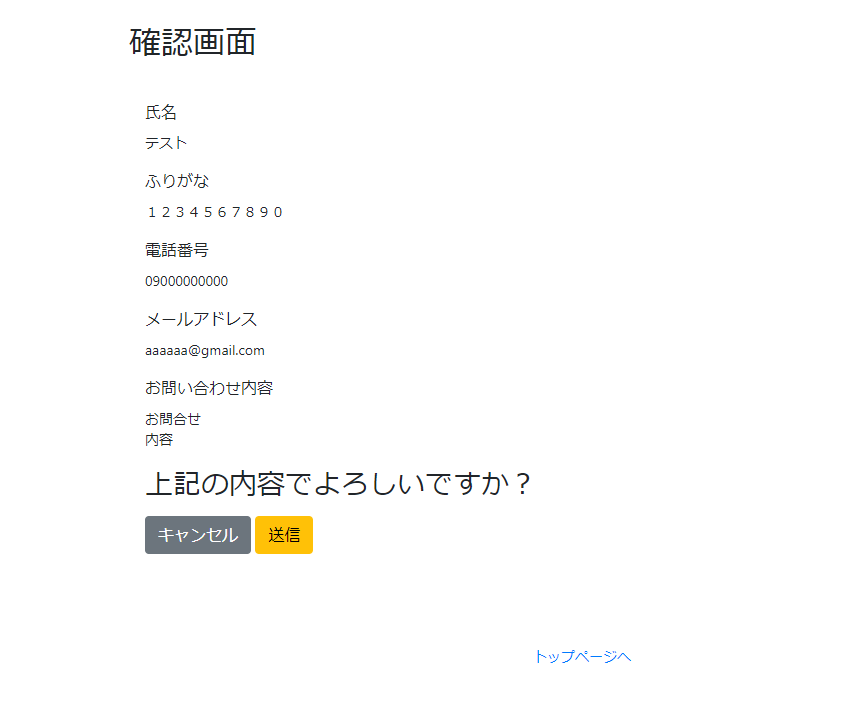 確認画面
氏名
テスト
ふりがな
１２３４５６７８９０
電話番号
09000000000
メールアドレス
aaaaaa@gmail.com
お問い合わせ内容
お問合せ
内容
上記の内容でよろしいですか？
キャンセル 送信
トップページへ